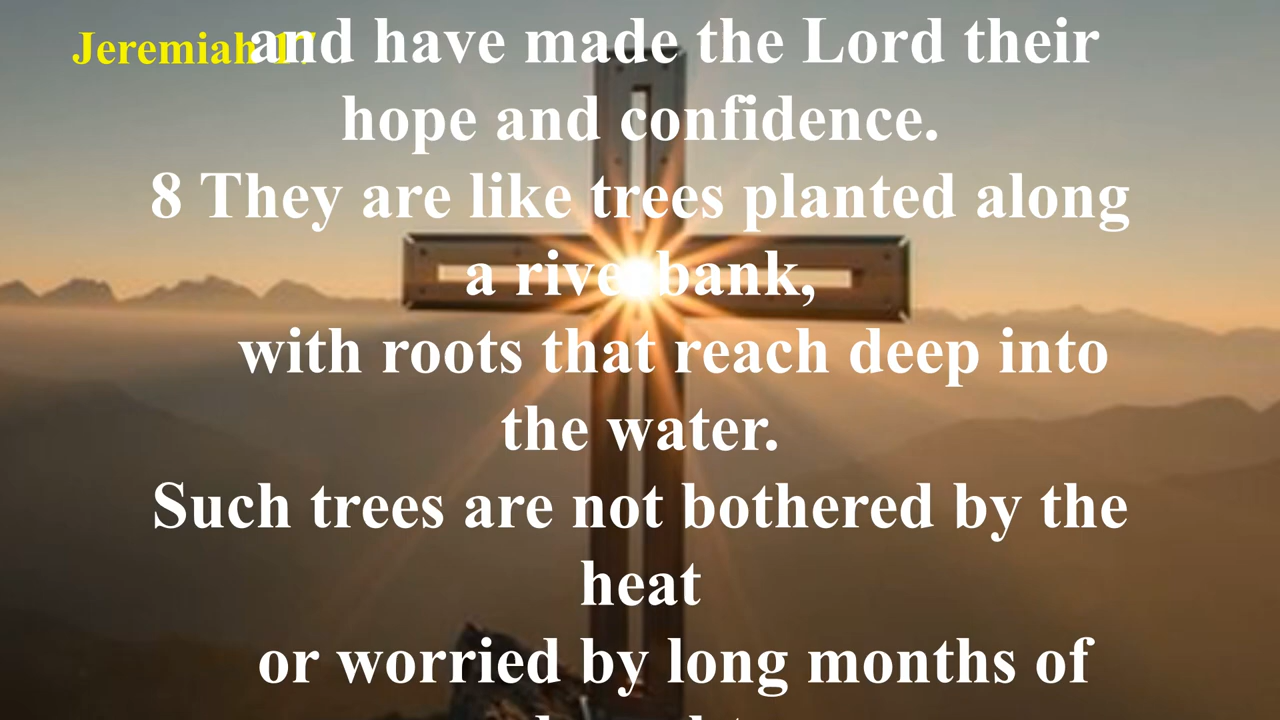 Jeremiah 17
and have made the Lord their
hope and confidence.
8 They are like trees planted along
a riverbank,
with roots that reach deep into
the water.
Such trees are not bothered by the
heat
or worried by long months of